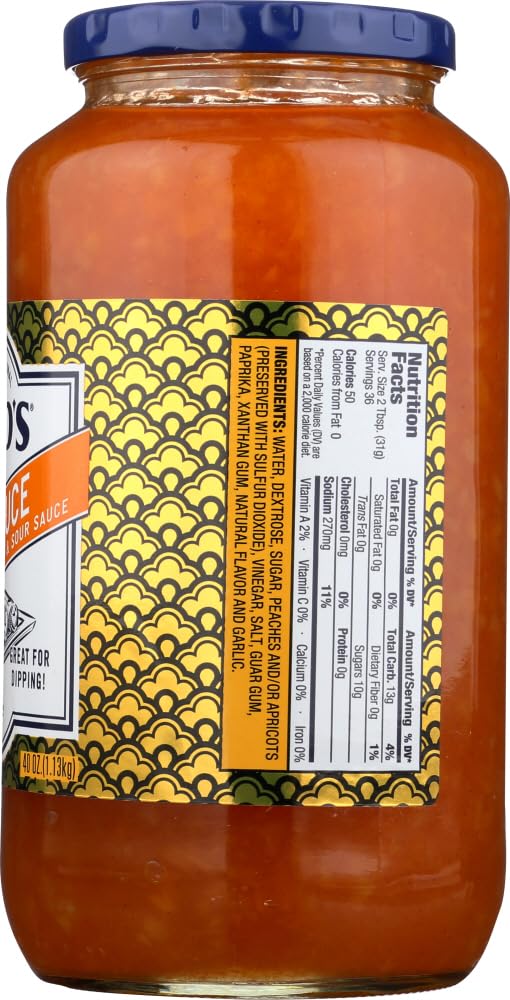 'S®
UCE
SOUR SAUCE
GREAT FOR
DIPPING!
40 OZ.(1.13kg)
Nutrition
Facts
Serv. Size 2 Tbsp. (31g)
Servings 36
Calories 50
Calories from Fat 0
*Percent Daily Values (DV) are
based on a 2,000 calorie diet.
Amount/Serving % DV*
Total Fat 0g 0%
Saturated Fat 0g 0%
Trans Fat 0g
Cholesterol 0mg 0%
Sodium 270mg 11%
Amount/Serving % DV*
Total Carb. 13g 4%
Dietary Fiber 0g 1%
Sugars 10g
Protein 0g
Vitamin A 2% · Vitamin C 0% · Calcium 0% · Iron 0%
INGREDIENTS: WATER, DEXTROSE, SUGAR, PEACHES AND/OR APRICOTS
(PRESERVED WITH SULFUR DIOXIDE), VINEGAR, SALT, GUAR GUM,
PAPRIKA, XANTHAN GUM, NATURAL FLAVOR AND GARLIC.